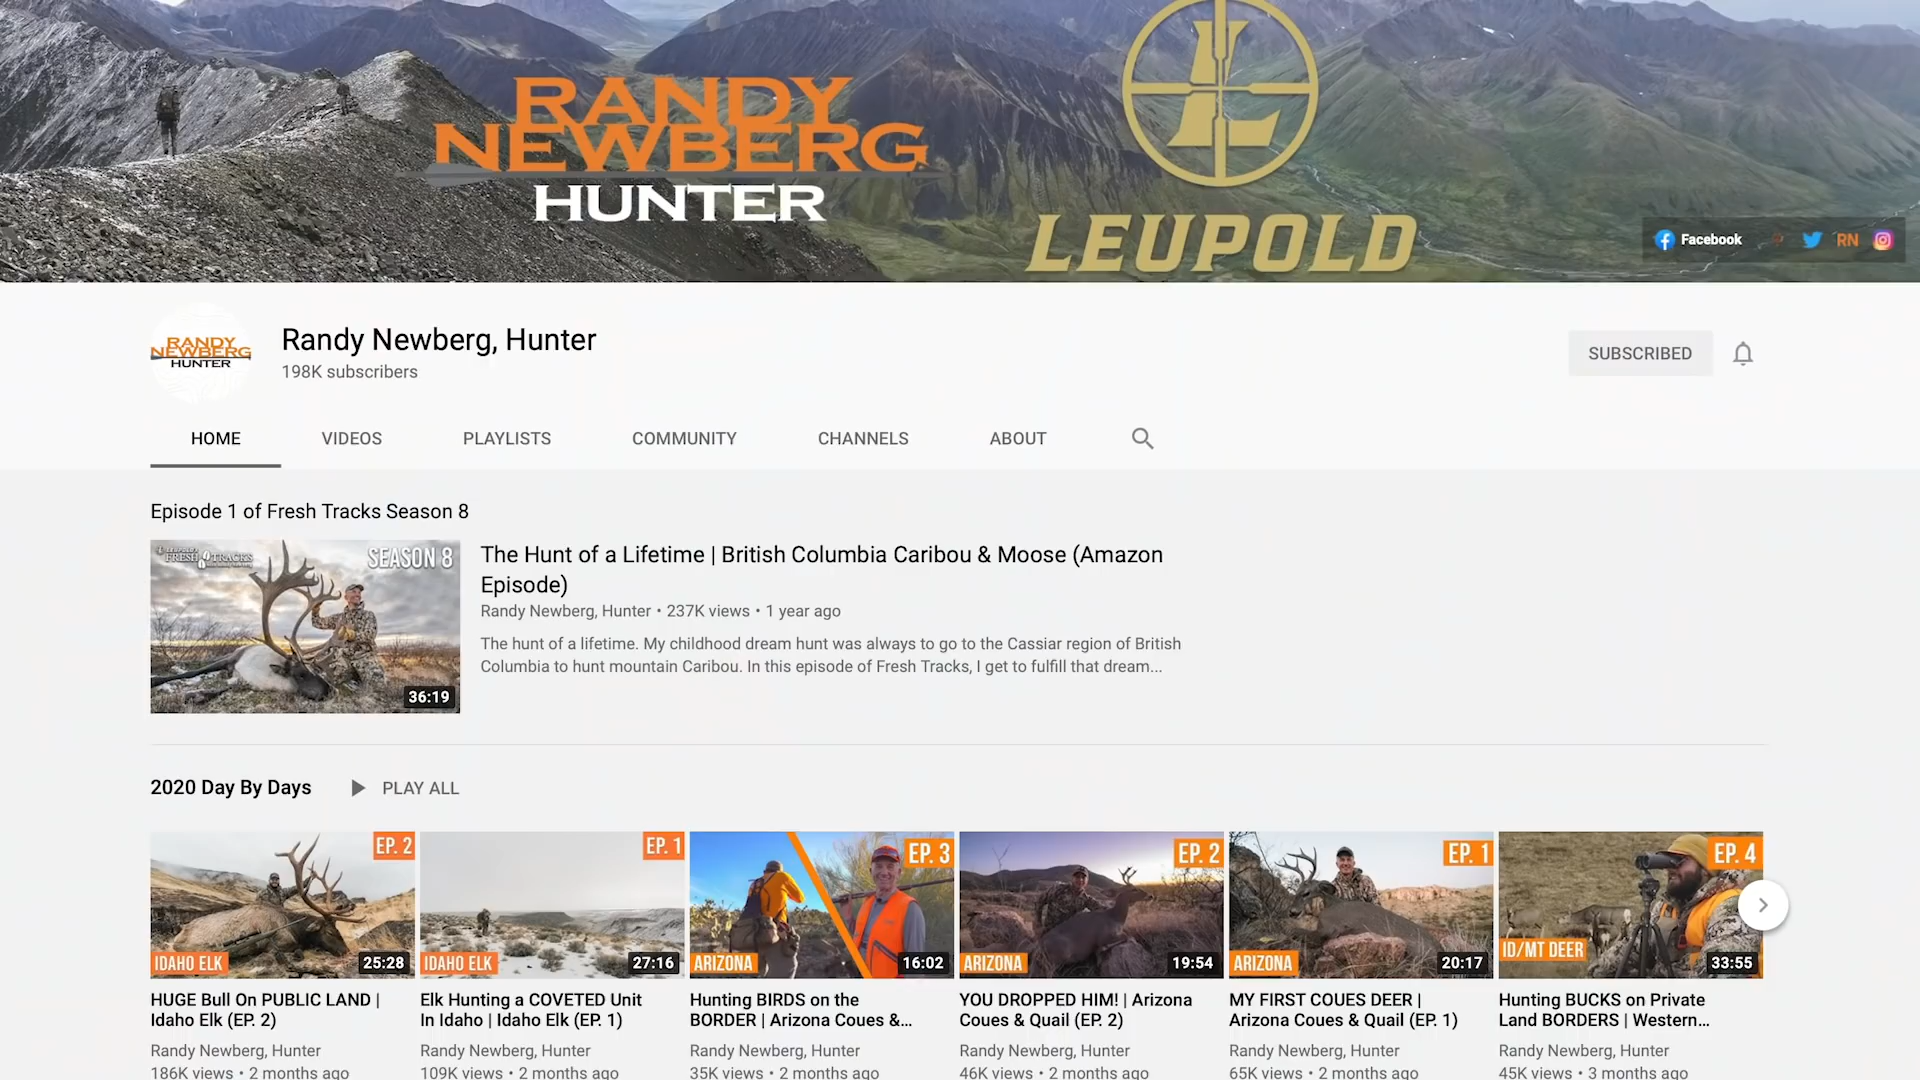 RANDY
NEWBERG
HUNTER
LEUPOLD
Facebook
RN
RANDY
NEWBERG
HUNTER
Randy Newberg, Hunter
198K subscribers
SUBSCRIBED
HOME
VIDEOS
PLAYLISTS
COMMUNITY
CHANNELS
ABOUT
Episode 1 of Fresh Tracks Season 8
FRESH TRACKS
SEASON 8
36:19
The Hunt of a Lifetime | British Columbia Caribou & Moose (Amazon
Episode)
Randy Newberg, Hunter • 237K views • 1 year ago
The hunt of a lifetime. My childhood dream hunt was always to go to the Cassiar region of British
Columbia to hunt mountain Caribou. In this episode of Fresh Tracks, I get to fulfill that dream...
2020 Day By Days
PLAY ALL
EP. 2
IDAHO ELK
25:28
HUGE Bull On PUBLIC LAND |
Idaho Elk (EP. 2)
Randy Newberg, Hunter
186K views • 2 months ago
EP. 1
IDAHO ELK
27:16
Elk Hunting a COVETED Unit
In Idaho | Idaho Elk (EP. 1)
Randy Newberg, Hunter
109K views • 2 months ago
EP. 3
ARIZONA
16:02
Hunting BIRDS on the
BORDER | Arizona Coues &...
Randy Newberg, Hunter
35K views • 2 months ago
EP. 2
ARIZONA
19:54
YOU DROPPED HIM! | Arizona
Coues & Quail (EP. 2)
Randy Newberg, Hunter
46K views • 2 months ago
EP. 1
ARIZONA
20:17
MY FIRST COUES DEER |
Arizona Coues & Quail (EP. 1)
Randy Newberg, Hunter
65K views • 2 months ago
EP. 4
ID/MT DEER
33:55
Hunting BUCKS on Private
Land BORDERS | Western...
Randy Newberg, Hunter
45K views • 3 months ago